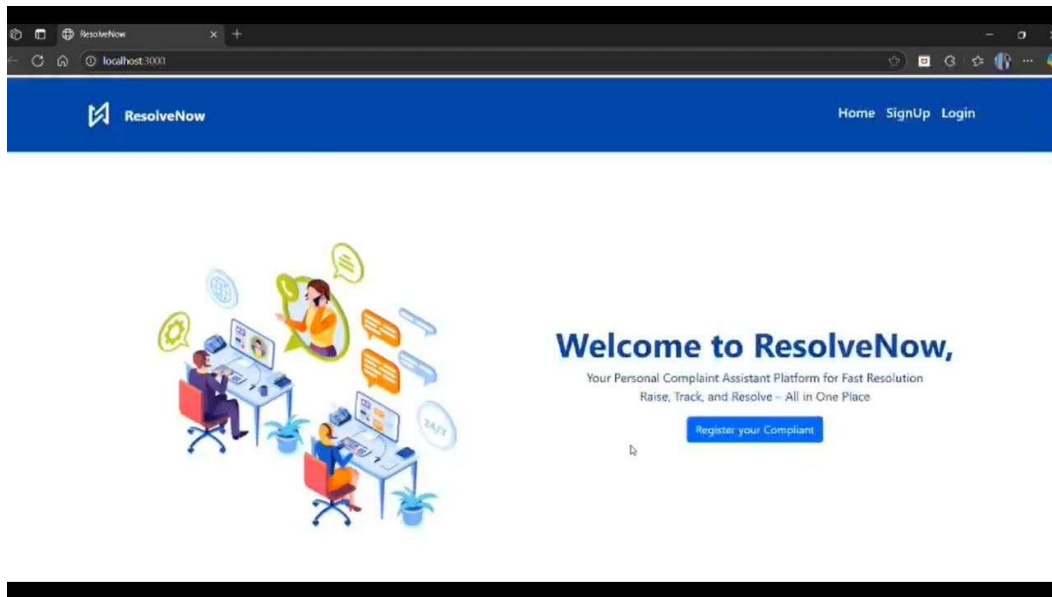 ResolveNow
localhost:3000
ResolveNow
Home SignUp Login
24/7
Welcome to ResolveNow,
Your Personal Complaint Assistant Platform for Fast Resolution
Raise, Track, and Resolve – All in One Place
Register your Compliant